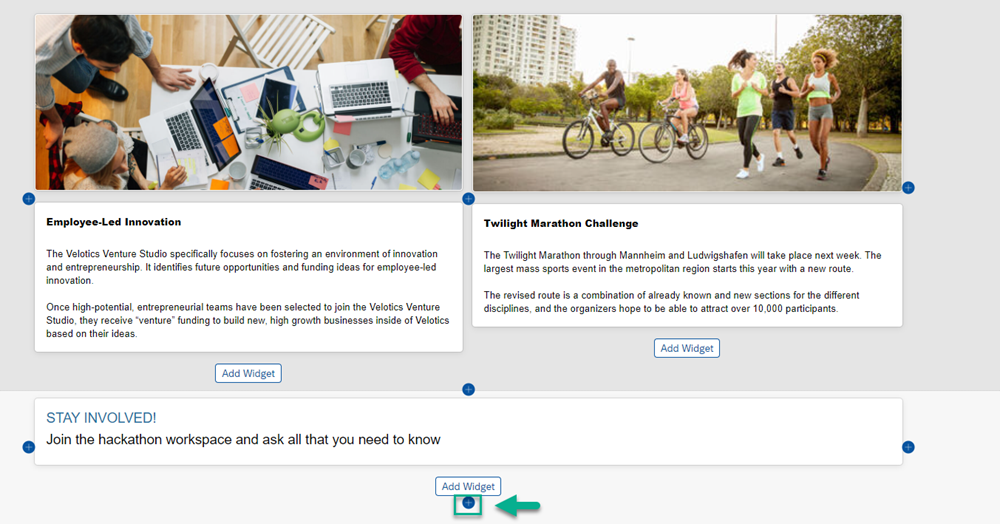 Employee-Led Innovation
The Velotics Venture Studio specifically focuses on fostering an environment of innovation
and entrepreneurship. It identifies future opportunities and funding ideas for employee-led
innovation.
Once high-potential, entrepreneurial teams have been selected to join the Velotics Venture
Studio, they receive “venture” funding to build new, high growth businesses inside of Velotics
based on their ideas.
Add Widget
Twilight Marathon Challenge
The Twilight Marathon through Mannheim and Ludwigshafen will take place next week. The
largest mass sports event in the metropolitan region starts this year with a new route.
The revised route is a combination of already known and new sections for the different
disciplines, and the organizers hope to be able to attract over 10,000 participants.
Add Widget
STAY INVOLVED!
Join the hackathon workspace and ask all that you need to know
Add Widget